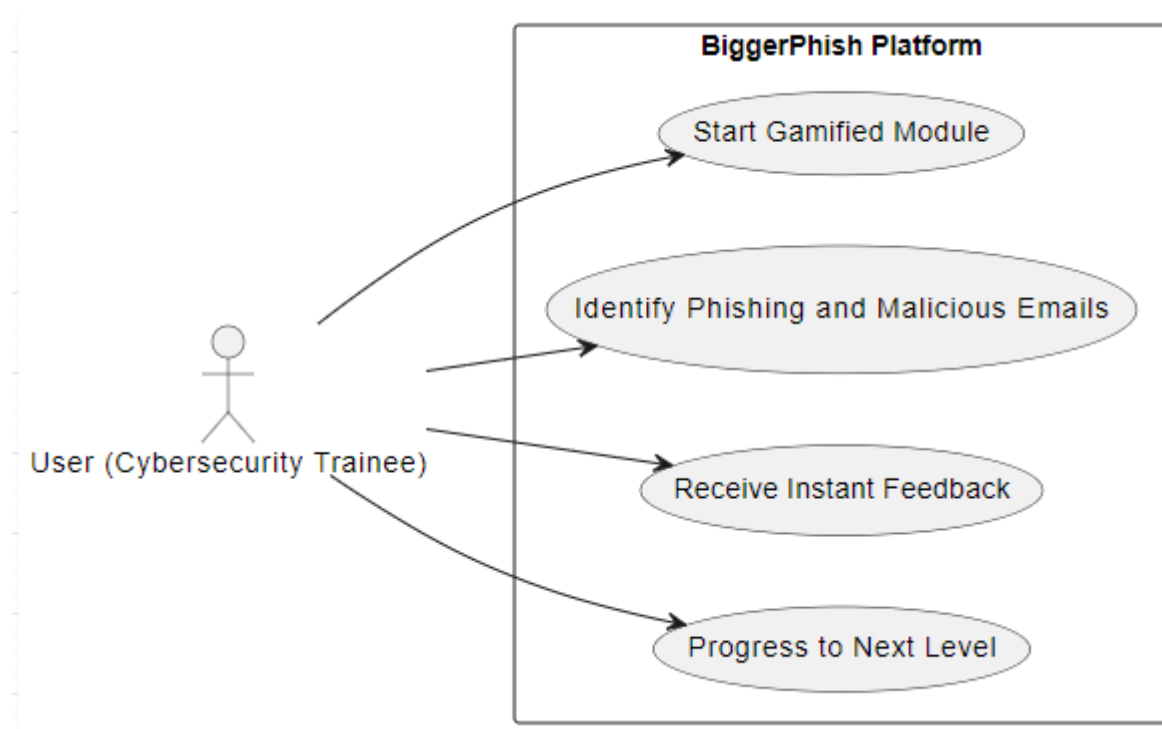 BiggerPhish Platform
Start Gamified Module
Identify Phishing and Malicious Emails
User (Cybersecurity Trainee)
Receive Instant Feedback
Progress to Next Level